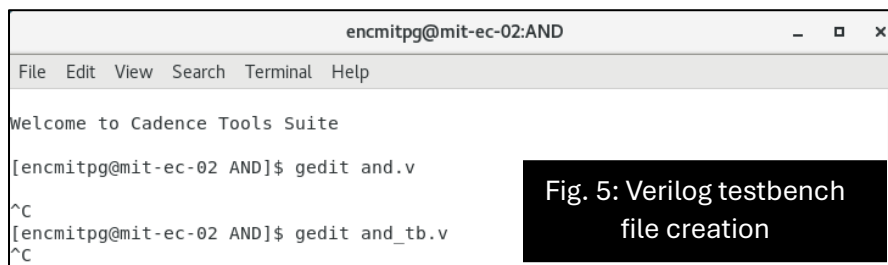 encmitpg@mit-ec-02:AND
File Edit View Search Terminal Help
Welcome to Cadence Tools Suite
[encmitpg@mit-ec-02 AND]$ gedit and.v
^C
[encmitpg@mit-ec-02 AND]$ gedit and_tb.v
^C
Fig. 5: Verilog testbench
file creation